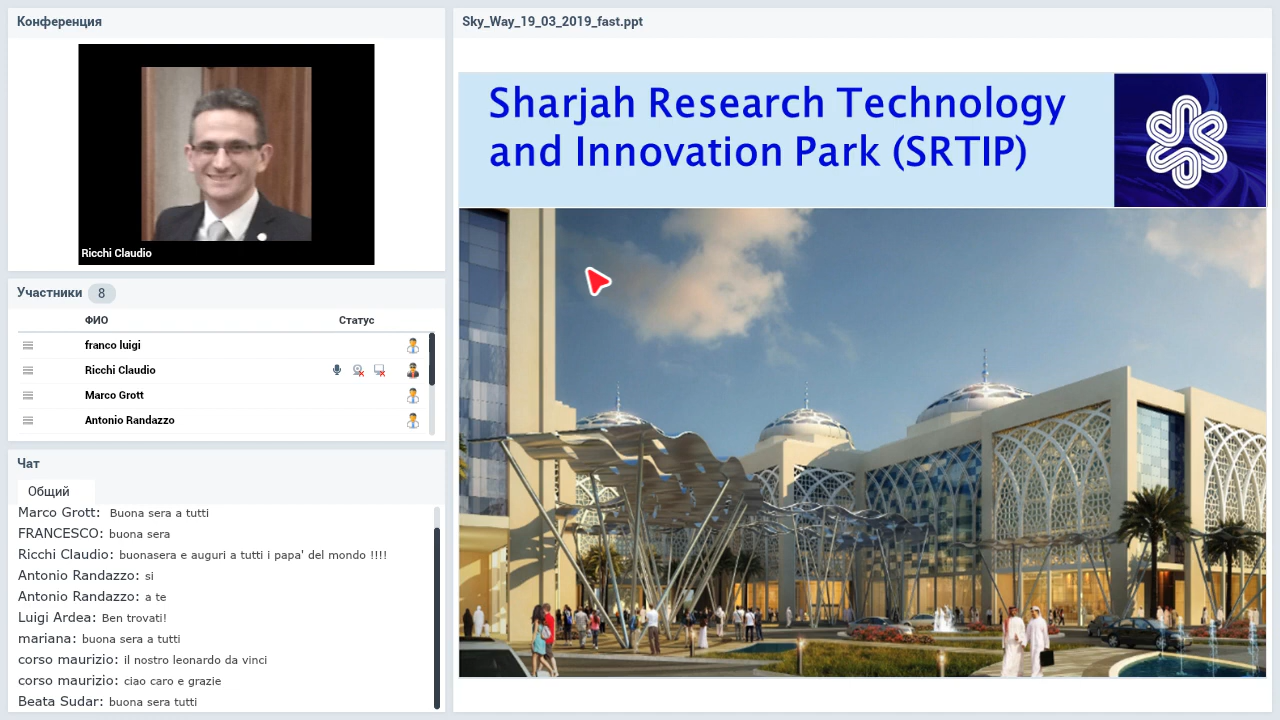 Конференция
Ricchi Claudio
Участники 8
ФИО Статус
franco luigi
Ricchi Claudio
Marco Grott
Antonio Randazzo
Чат
Общий
Marco Grott: Buona sera a tutti
FRANCESCO: buona sera
Ricchi Claudio: buonasera e auguri a tutti i papa' del mondo !!!!
Antonio Randazzo: si
Antonio Randazzo: a te
Luigi Ardea: Ben trovati!
mariana: buona sera a tutti
corso maurizio: il nostro leonardo da vinci
corso maurizio: ciao caro e grazie
Beata Sudar: buona sera tutti
Sky_Way_19_03_2019_fast.ppt
Sharjah Research Technology
and Innovation Park (SRTIP)